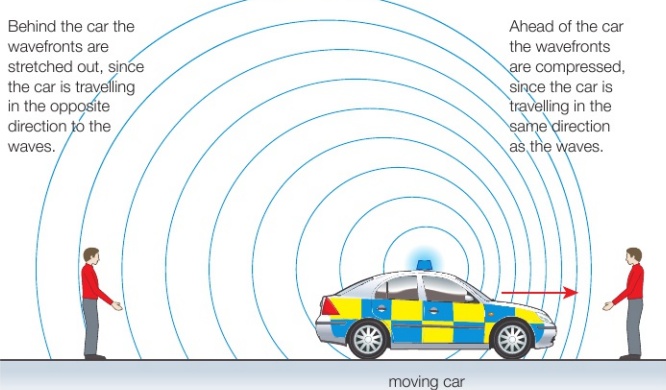 Behind the car the
wavefronts are
stretched out, since
the car is travelling
in the opposite
direction to the
waves.
Ahead of the car
the wavefronts
are compressed,
since the car is
travelling in the
same direction
as the waves.
moving car